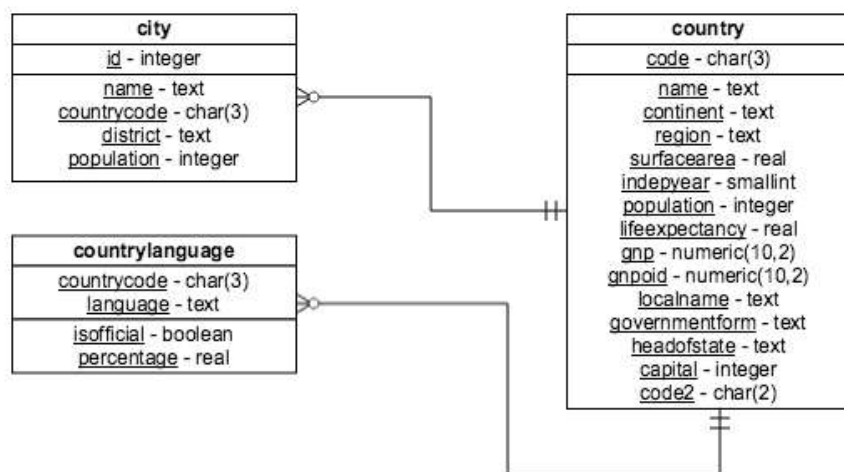 city
id - integer
name - text
countrycode - char(3)
district - text
population - integer
countrylanguage
countrycode - char(3)
language - text
isofficial - boolean
percentage - real
country
code - char(3)
name - text
continent - text
region - text
surfacearea - real
indepyear - smallint
population - integer
lifeexpectancy - real
gnp - numeric(10,2)
gnpoid - numeric(10,2)
localname - text
governmentform - text
headofstate - text
capital - integer
code2 - char(2)